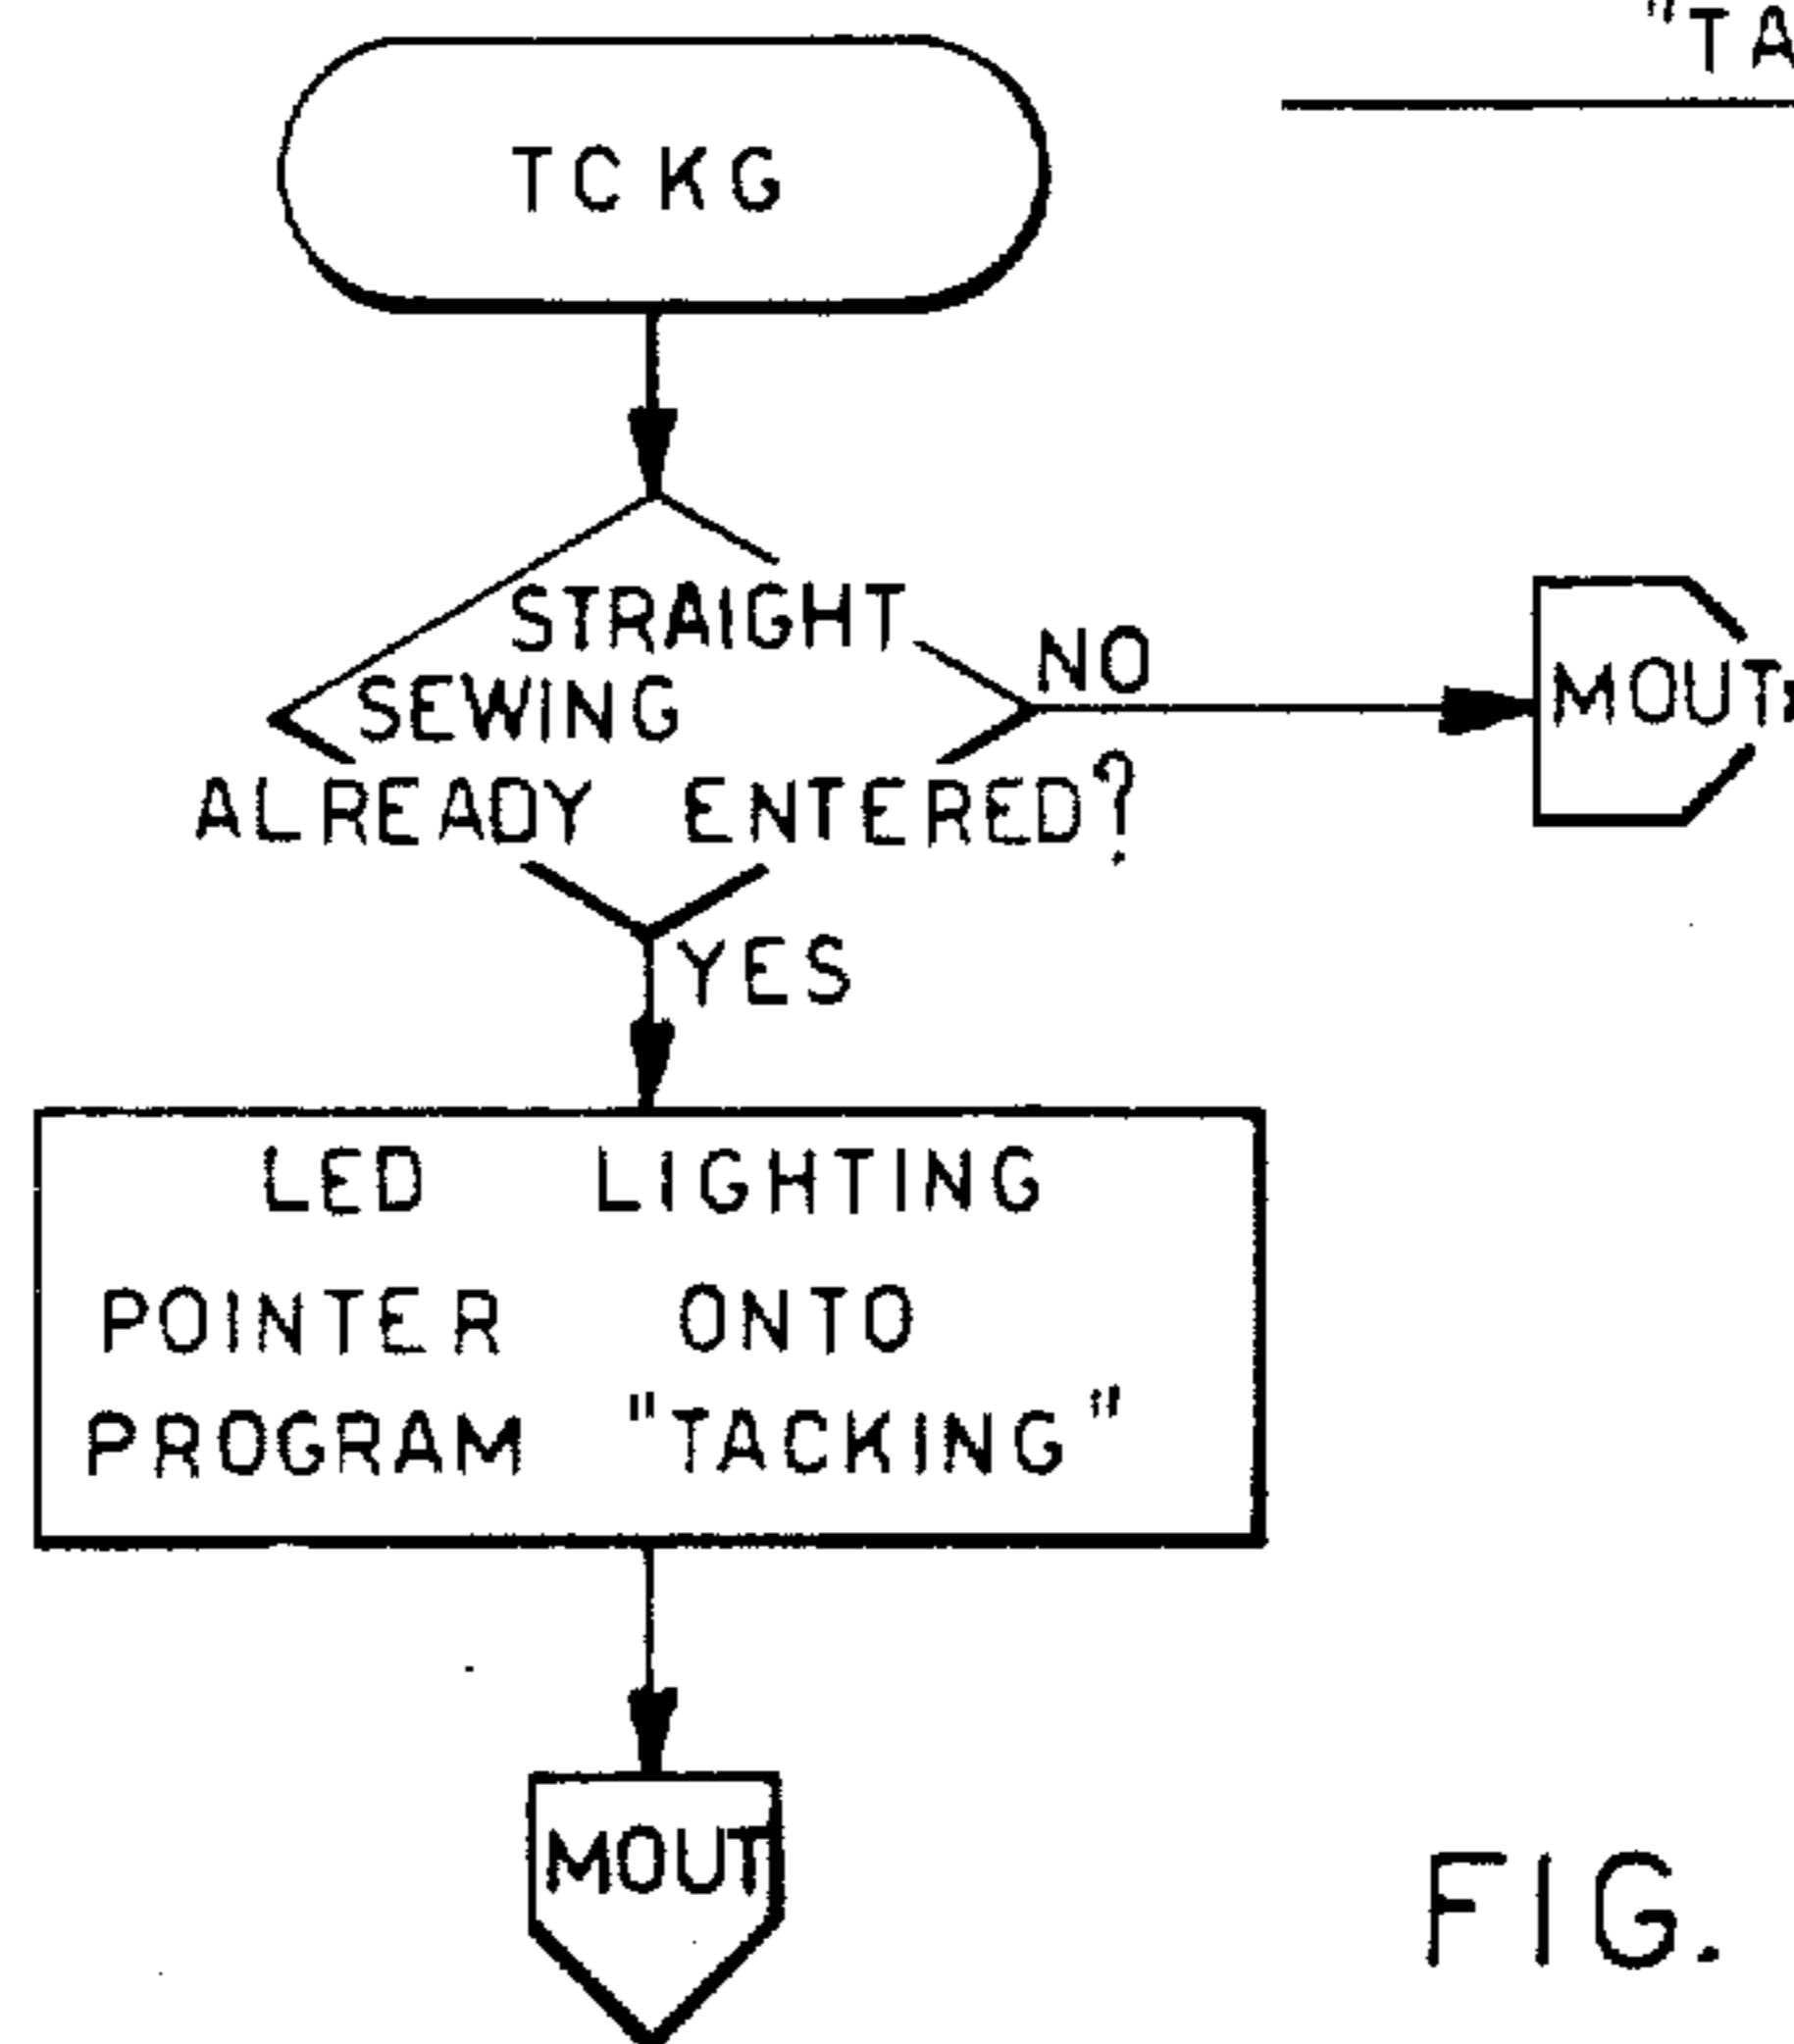 "TA
TCKG
STRAIGHT
SEWING
ALREADY ENTERED?
NO
MOUT
YES
LED LIGHTING
POINTER ONTO
PROGRAM "TACKING"
MOUT
FIG.